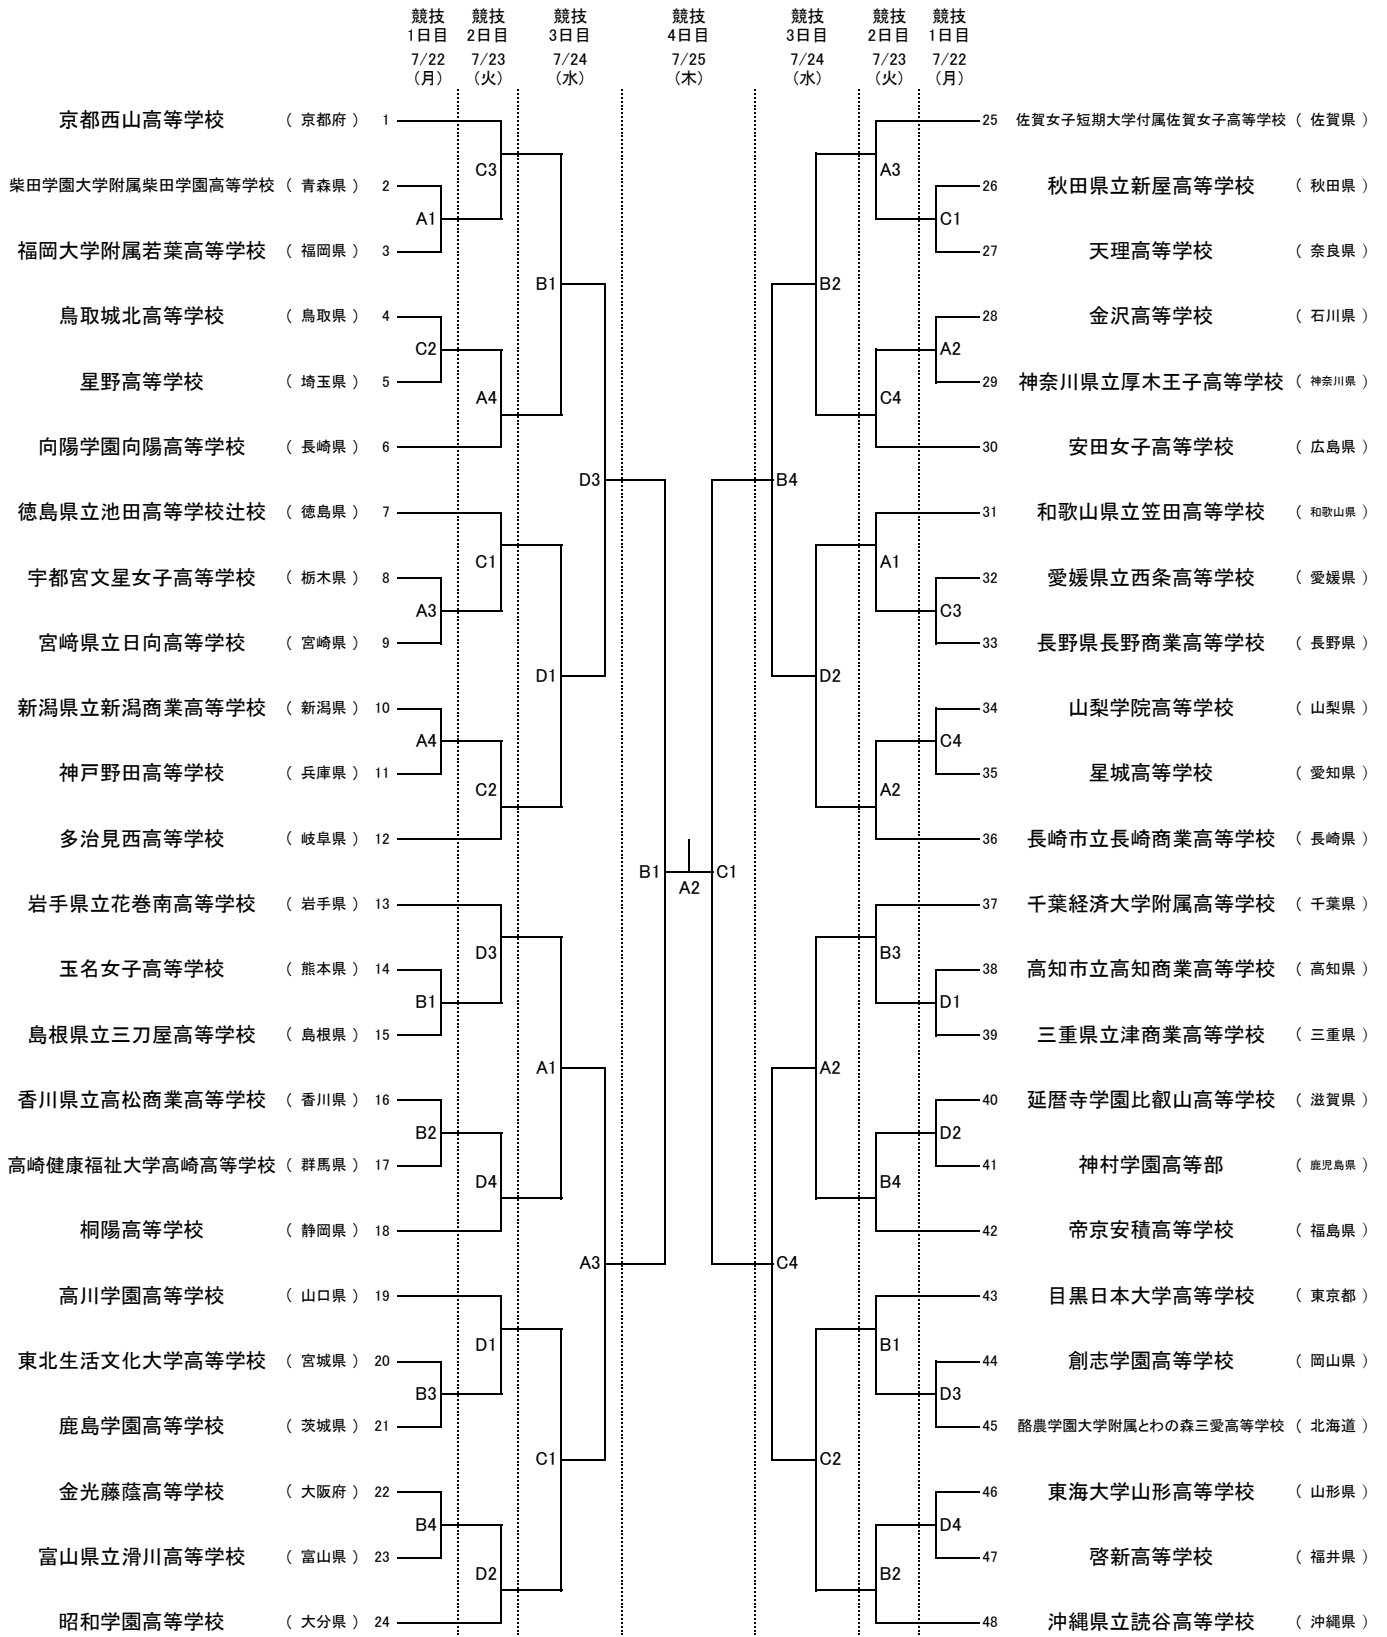 競技 競技 競技 競技 競技 競技 競技
1日目 2日目 3日目 4日目 3日目 2日目 1日目
7/22 7/23 7/24 7/25 7/24 7/23 7/22
(月) (火) (水) (木) (水) (火) (月)
京都西山高等学校 ( 京都府 ) 1 25 佐賀女子短期大学付属佐賀女子高等学校 ( 佐賀県 )
C3 A3
柴田学園大学附属柴田学園高等学校 ( 青森県 ) 2 26 秋田県立新屋高等学校 ( 秋田県 )
A1 C1
福岡大学附属若葉高等学校 ( 福岡県 ) 3 27 天理高等学校 ( 奈良県 )
B1 B2
鳥取城北高等学校 ( 鳥取県 ) 4 28 金沢高等学校 ( 石川県 )
C2 A2
星野高等学校 ( 埼玉県 ) 5 29 神奈川県立厚木王子高等学校 ( 神奈川県 )
A4 C4
向陽学園向陽高等学校 ( 長崎県 ) 6 30 安田女子高等学校 ( 広島県 )
D3 B4
徳島県立池田高等学校辻校 ( 徳島県 ) 7 31 和歌山県立笠田高等学校 ( 和歌山県 )
C1 A1
宇都宮文星女子高等学校 ( 栃木県 ) 8 32 愛媛県立西条高等学校 ( 愛媛県 )
A3 C3
宮﨑県立日向高等学校 ( 宮崎県 ) 9 33 長野県長野商業高等学校 ( 長野県 )
D1 D2
新潟県立新潟商業高等学校 ( 新潟県 ) 10 34 山梨学院高等学校 ( 山梨県 )
A4 C4
神戸野田高等学校 ( 兵庫県 ) 11 35 星城高等学校 ( 愛知県 )
C2 A2
多治見西高等学校 ( 岐阜県 ) 12 36 長崎市立長崎商業高等学校 ( 長崎県 )
B1 A2 C1
岩手県立花巻南高等学校 ( 岩手県 ) 13 37 千葉経済大学附属高等学校 ( 千葉県 )
D3 B3
玉名女子高等学校 ( 熊本県 ) 14 38 高知市立高知商業高等学校 ( 高知県 )
B1 D1
島根県立三刀屋高等学校 ( 島根県 ) 15 39 三重県立津商業高等学校 ( 三重県 )
A1 A2
香川県立高松商業高等学校 ( 香川県 ) 16 40 延暦寺学園比叡山高等学校 ( 滋賀県 )
B2 D2
高崎健康福祉大学高崎高等学校 ( 群馬県 ) 17 41 神村学園高等部 ( 鹿児島県 )
D4 B4
桐陽高等学校 ( 静岡県 ) 18 42 帝京安積高等学校 ( 福島県 )
A3 C4
高川学園高等学校 ( 山口県 ) 19 43 目黒日本大学高等学校 ( 東京都 )
D1 B1
東北生活文化大学高等学校 ( 宮城県 ) 20 44 創志学園高等学校 ( 岡山県 )
B3 D3
鹿島学園高等学校 ( 茨城県 ) 21 45 酪農学園大学附属とわの森三愛高等学校 ( 北海道 )
C1 C2
金光藤蔭高等学校 ( 大阪府 ) 22 46 東海大学山形高等学校 ( 山形県 )
B4 D4
富山県立滑川高等学校 ( 富山県 ) 23 47 啓新高等学校 ( 福井県 )
D2 B2
昭和学園高等学校 ( 大分県 ) 24 48 沖縄県立読谷高等学校 ( 沖縄県 )